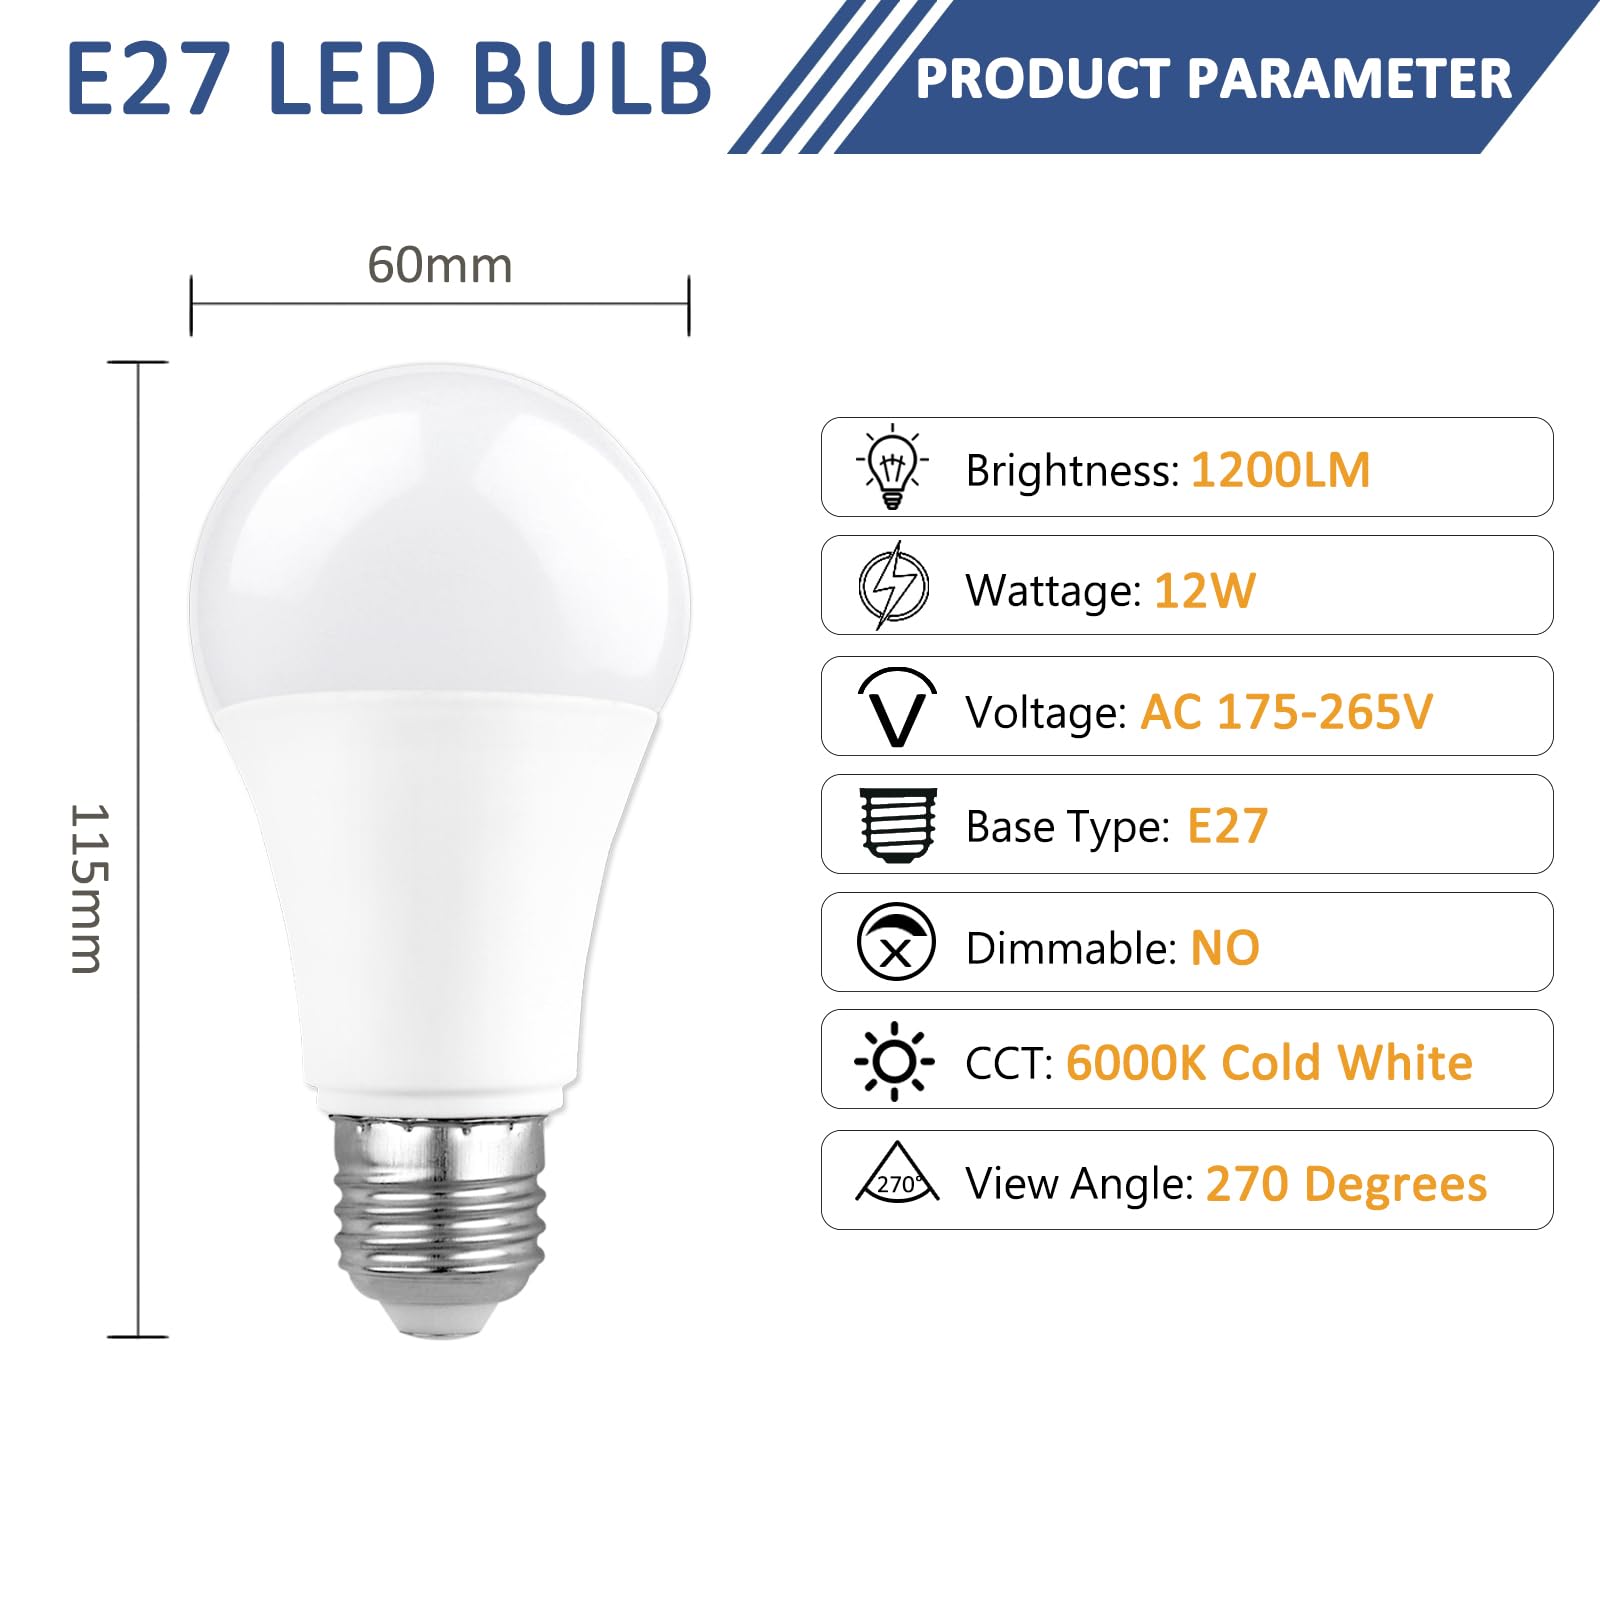 E27 LED BULB
PRODUCT PARAMETER
60mm
115mm
Brightness: 1200LM
Wattage: 12W
V
Voltage: AC 175-265V
Base Type: E27
X
Dimmable: NO
CCT: 6000K Cold White
270°
View Angle: 270 Degrees